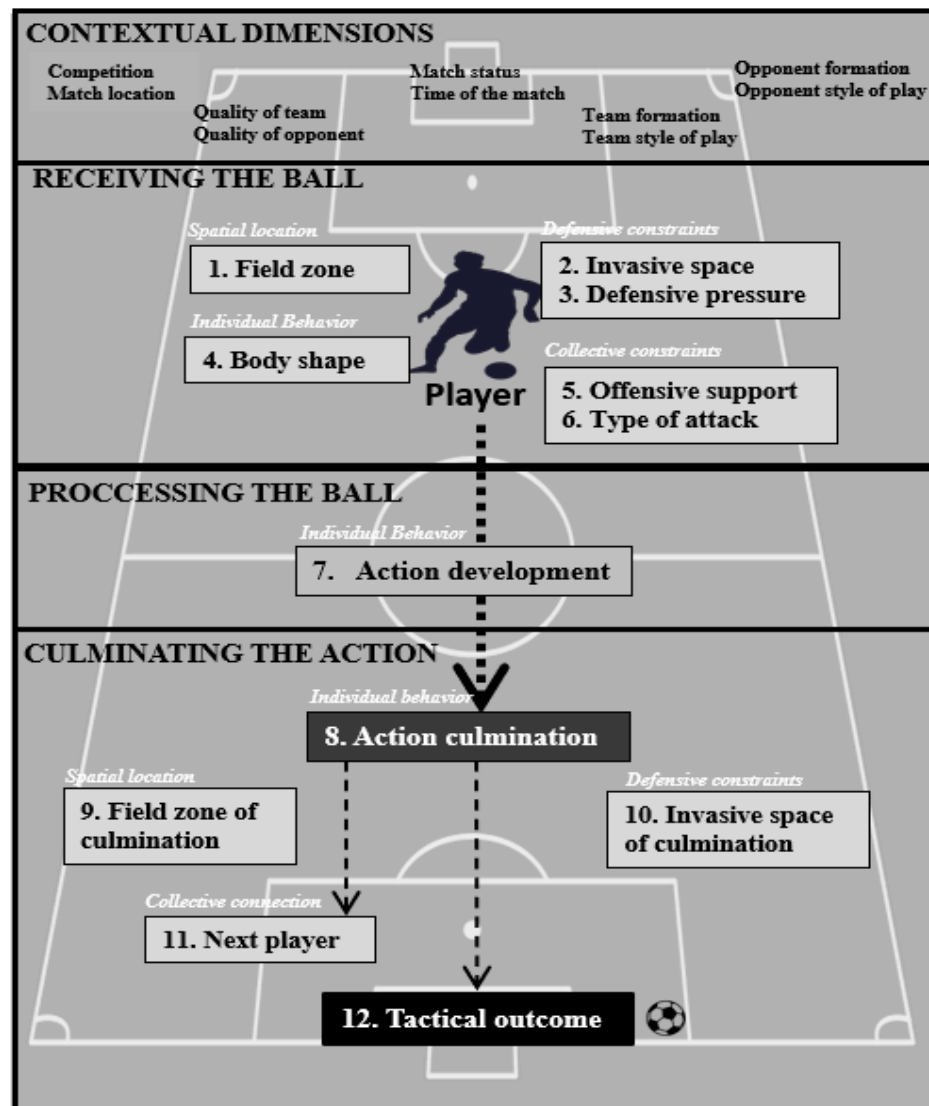 CONTEXTUAL DIMENSIONS
Competition
Match location
Quality of team
Quality of opponent
Match status
Time of the match
Team formation
Team style of play
Opponent formation
Opponent style of play
RECEIVING THE BALL
Spatial location
1. Field zone
Defensive constraints
2. Invasive space
3. Defensive pressure
Individual Behavior
4. Body shape
Player
Collective constraints
5. Offensive support
6. Type of attack
PROCCESSING THE BALL
Individual Behavior
7. Action development
CULMINATING THE ACTION
Individual behavior
8. Action culmination
Spatial location
9. Field zone of
culmination
Defensive constraints
10. Invasive space
of culmination
Collective connection
11. Next player
12. Tactical outcome